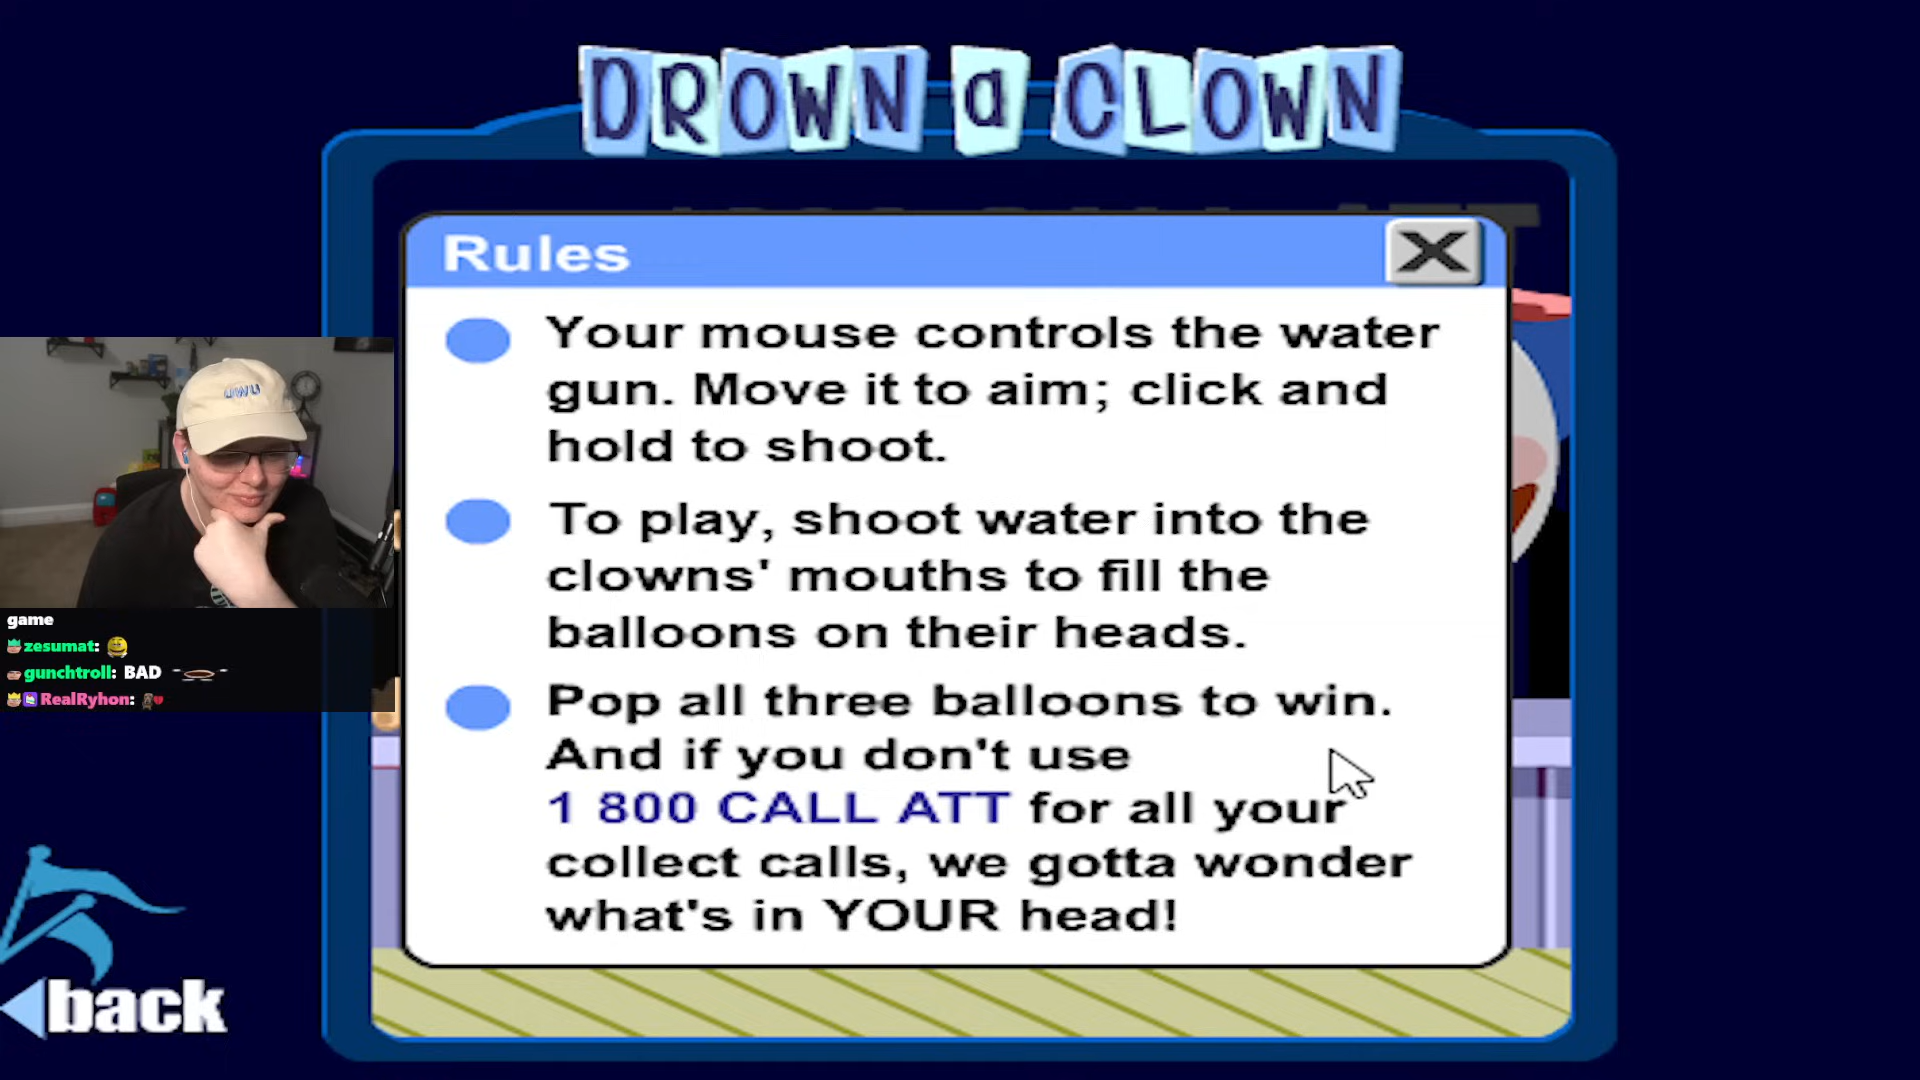 DROWN a CLOWN
Rules
X
Your mouse controls the water
gun. Move it to aim; click and
hold to shoot.
To play, shoot water into the
clowns' mouths to fill the
balloons on their heads.
Pop all three balloons to win.
And if you don't use
1 800 CALL ATT for all your
collect calls, we gotta wonder
what's in YOUR head!
UWU
game
zesumat:
gunchtroll: BAD
RealRyhon:
back